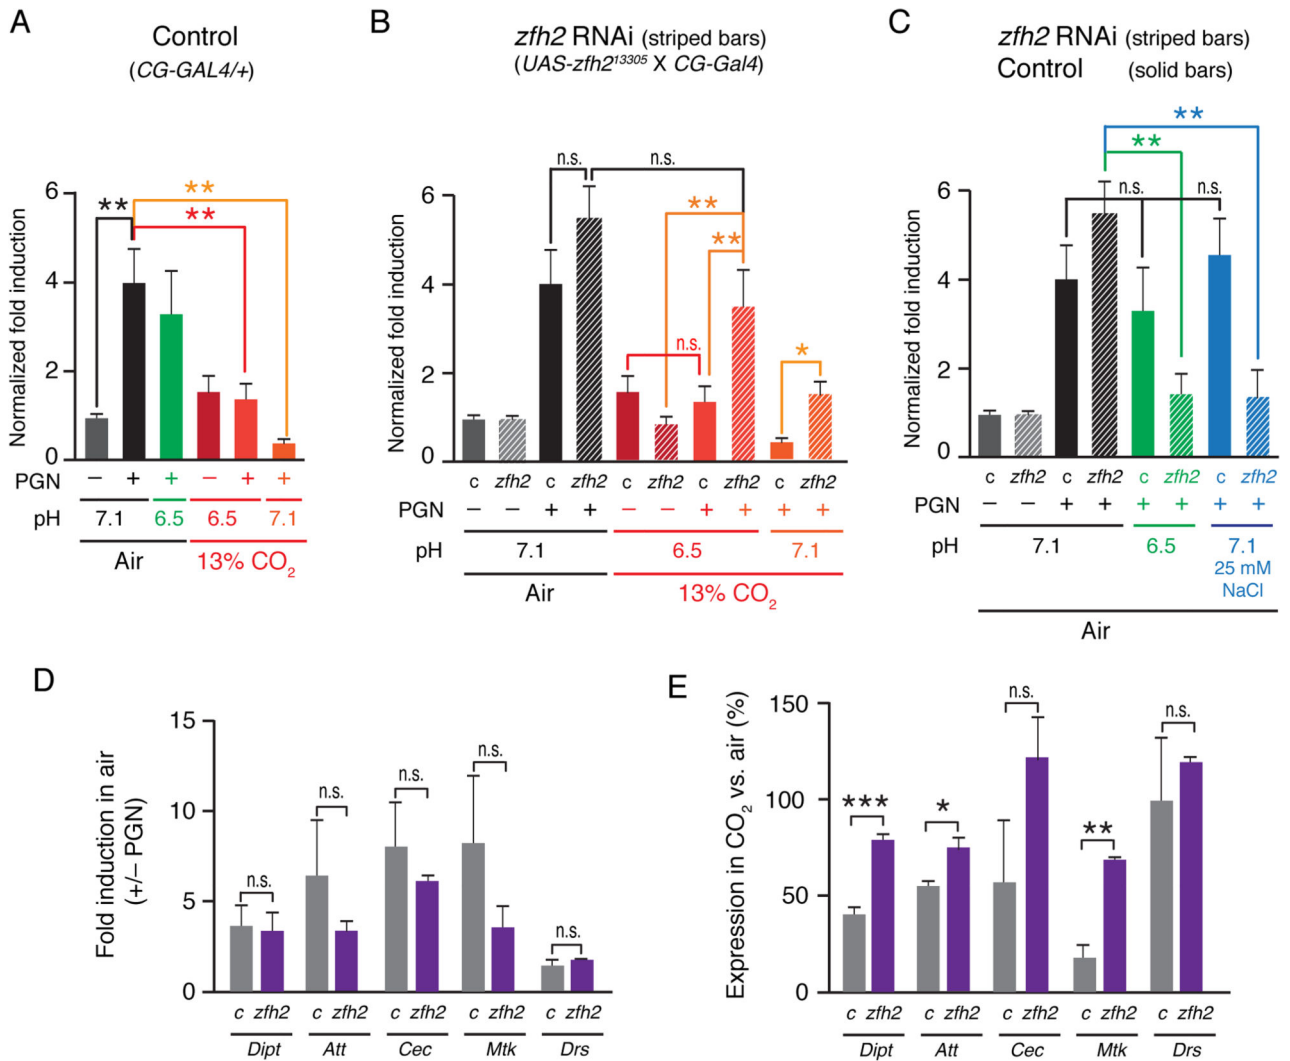 A
Control
(CG-GAL4/+)
Normalized fold induction
6
4
2
0
**
**
**
PGN − + + − + +
pH 7.1 6.5 6.5 7.1
Air 13% CO2
B
zfh2 RNAi (striped bars)
(UAS-zfh2¹³³⁰⁵ X CG-Gal4)
Normalized fold induction
6
4
2
0
n.s. n.s.
**
**
n.s.
*
c zfh2 c zfh2 c zfh2 c zfh2 c zfh2
PGN − − + + − − + + + +
pH 7.1 6.5 7.1
Air 13% CO2
C
zfh2 RNAi (striped bars)
Control (solid bars)
Normalized fold induction
6
4
2
0
**
**
n.s. n.s.
c zfh2 c zfh2 c zfh2 c zfh2
PGN − − + + + + + +
pH 7.1 6.5 7.1
25 mM
NaCl
Air
D
Fold induction in air
(+/− PGN)
15
10
5
0
n.s. n.s. n.s. n.s. n.s.
c zfh2 c zfh2 c zfh2 c zfh2 c zfh2
Dipt Att Cec Mtk Drs
E
Expression in CO2 vs. air (%)
150
100
50
0
*** * n.s. ** n.s.
c zfh2 c zfh2 c zfh2 c zfh2 c zfh2
Dipt Att Cec Mtk Drs